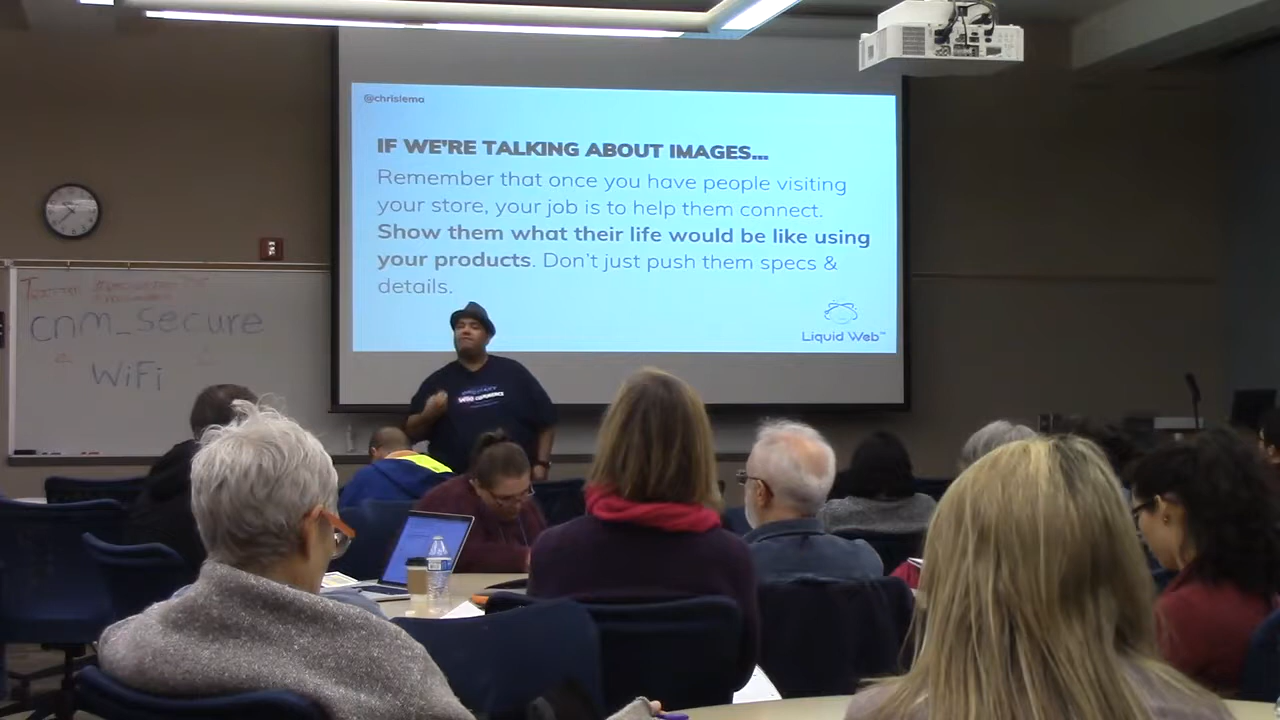 @chrislema
IF WE'RE TALKING ABOUT IMAGES...
Remember that once you have people visiting
your store, your job is to help them connect.
Show them what their life would be like using
your products. Don't just push them specs &
details.
Liquid Web™
cnm_secure
WiFi